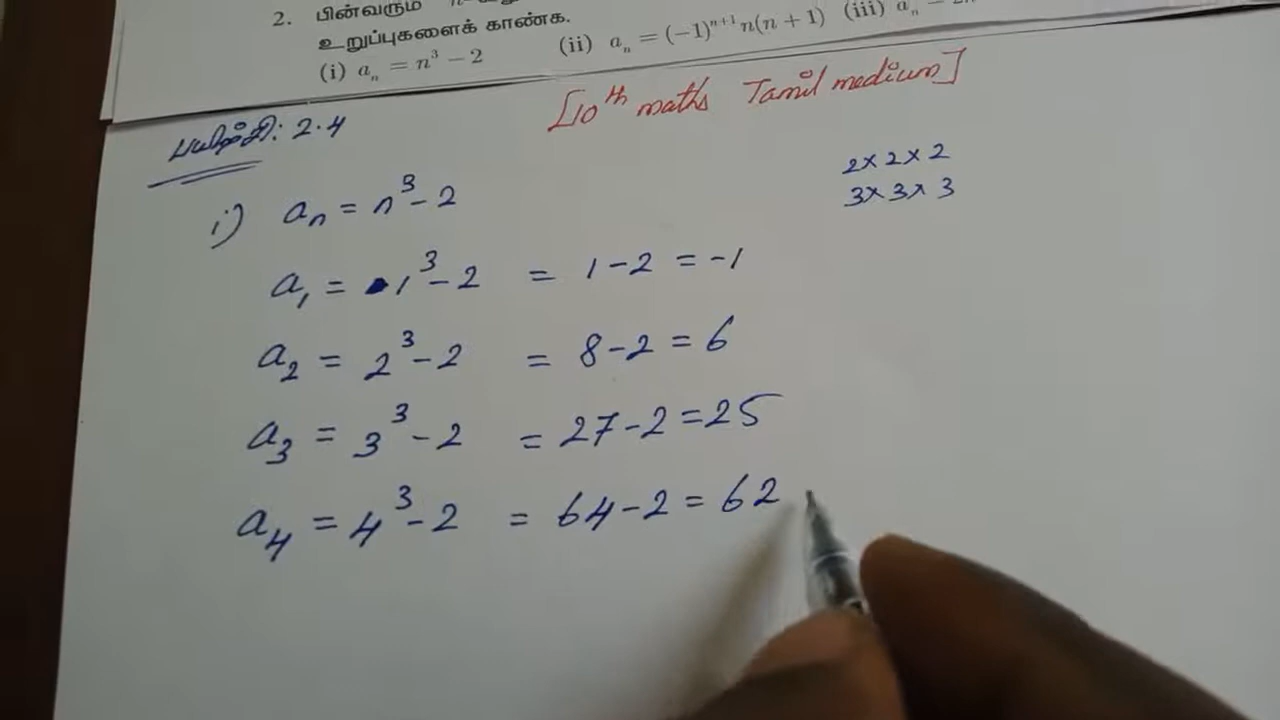 2. பின்வரும்
உறுப்புகளைக் காண்க.
(i) aₙ = n³ − 2 (ii) aₙ = (−1)ⁿ⁺¹ n(n + 1) (iii) aₙ =
[10th maths Tamil medium]
பயிற்சி: 2.4
i) aₙ = n³ - 2
2 × 2 × 2
3 × 3 × 3
a₁ = 1³ - 2 = 1 - 2 = -1
a₂ = 2³ - 2 = 8 - 2 = 6
a₃ = 3³ - 2 = 27 - 2 = 25
a₄ = 4³ - 2 = 64 - 2 = 62